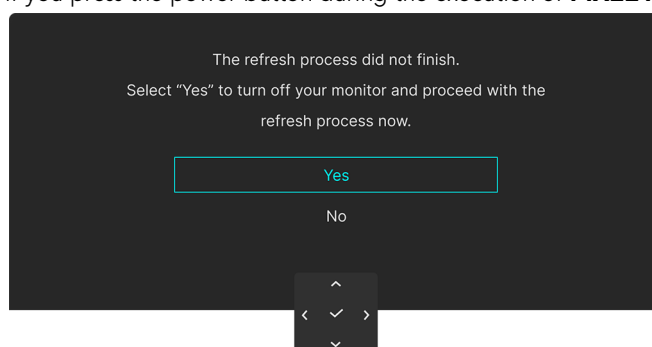 If you press the power button during the execution of
The refresh process did not finish.
Select “Yes” to turn off your monitor and proceed with the
refresh process now.
Yes
No